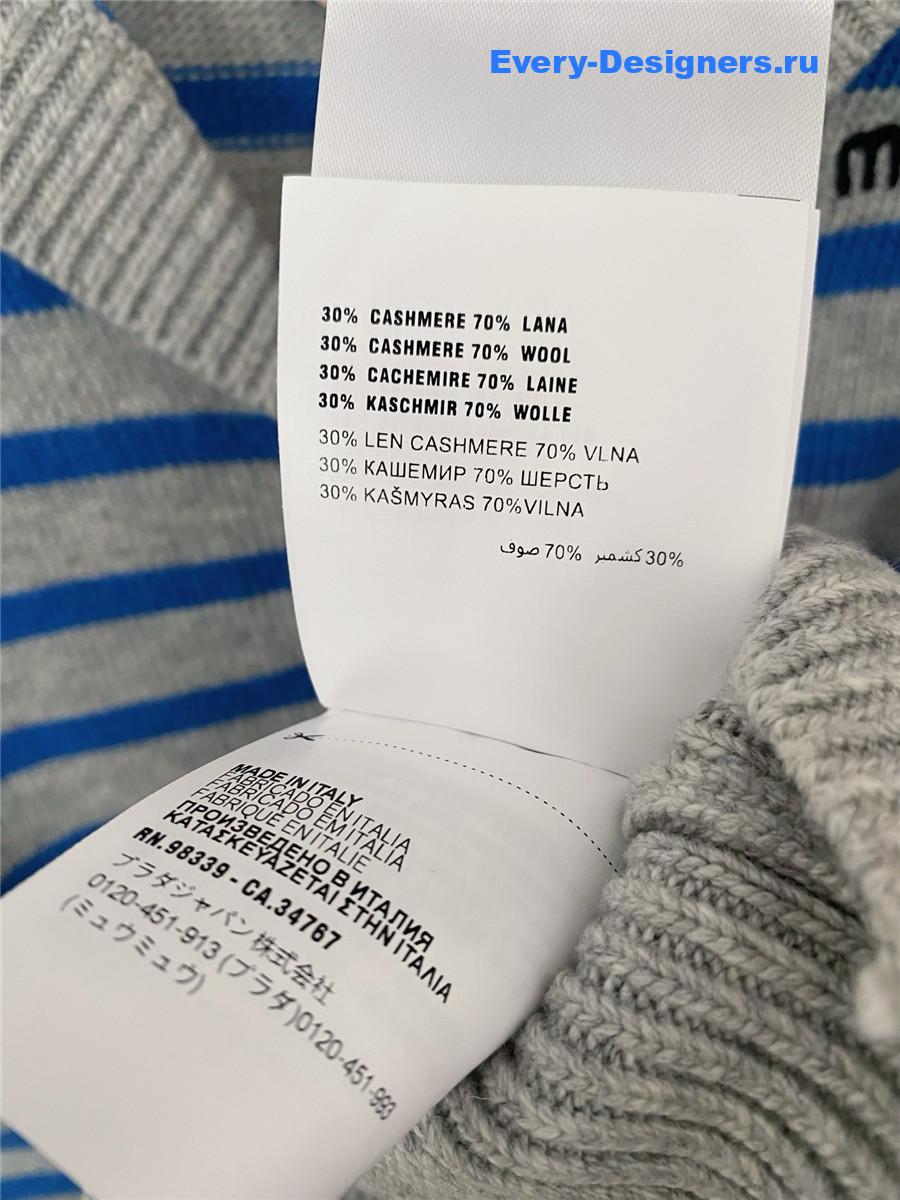 Every-Designers.ru
m
30% CASHMERE 70% LANA
30% CASHMERE 70% WOOL
30% CACHEMIRE 70% LAINE
30% KASCHMIR 70% WOLLE
30% LEN CASHMERE 70% VLNA
30% КАШЕМИР 70% ШЕРСТЬ
30% KAŠMYRAS 70%VILNA
30% كشمير 70% صوف
MADE IN ITALY
FABRICADO EN ITALIA
FABRICADO EM ITALIA
FABRIQUE EN ITALIE
ПРОИЗВЕДЕНО В ИТАЛИЯ
ΚΑΤΑΣΚΕΥΑΖΕΤΑΙ ΣΤΗΝ ΙΤΑΛΙΑ
RN.98339 - CA.34767
プラダジャパン株式会社
0120-451-913 (プラダ)0120-451-993
(ミュウミュウ)